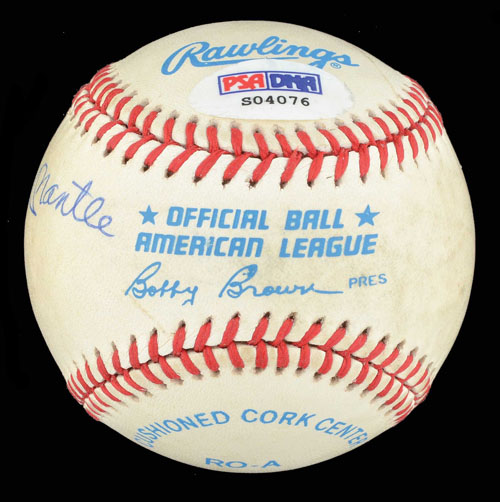 Rawlings®
PSA DNA
S04076
Mantle
★ OFFICIAL BALL ★
AMERICAN LEAGUE
Bobby Brown PRES
CUSHIONED CORK CENTER
RO-A